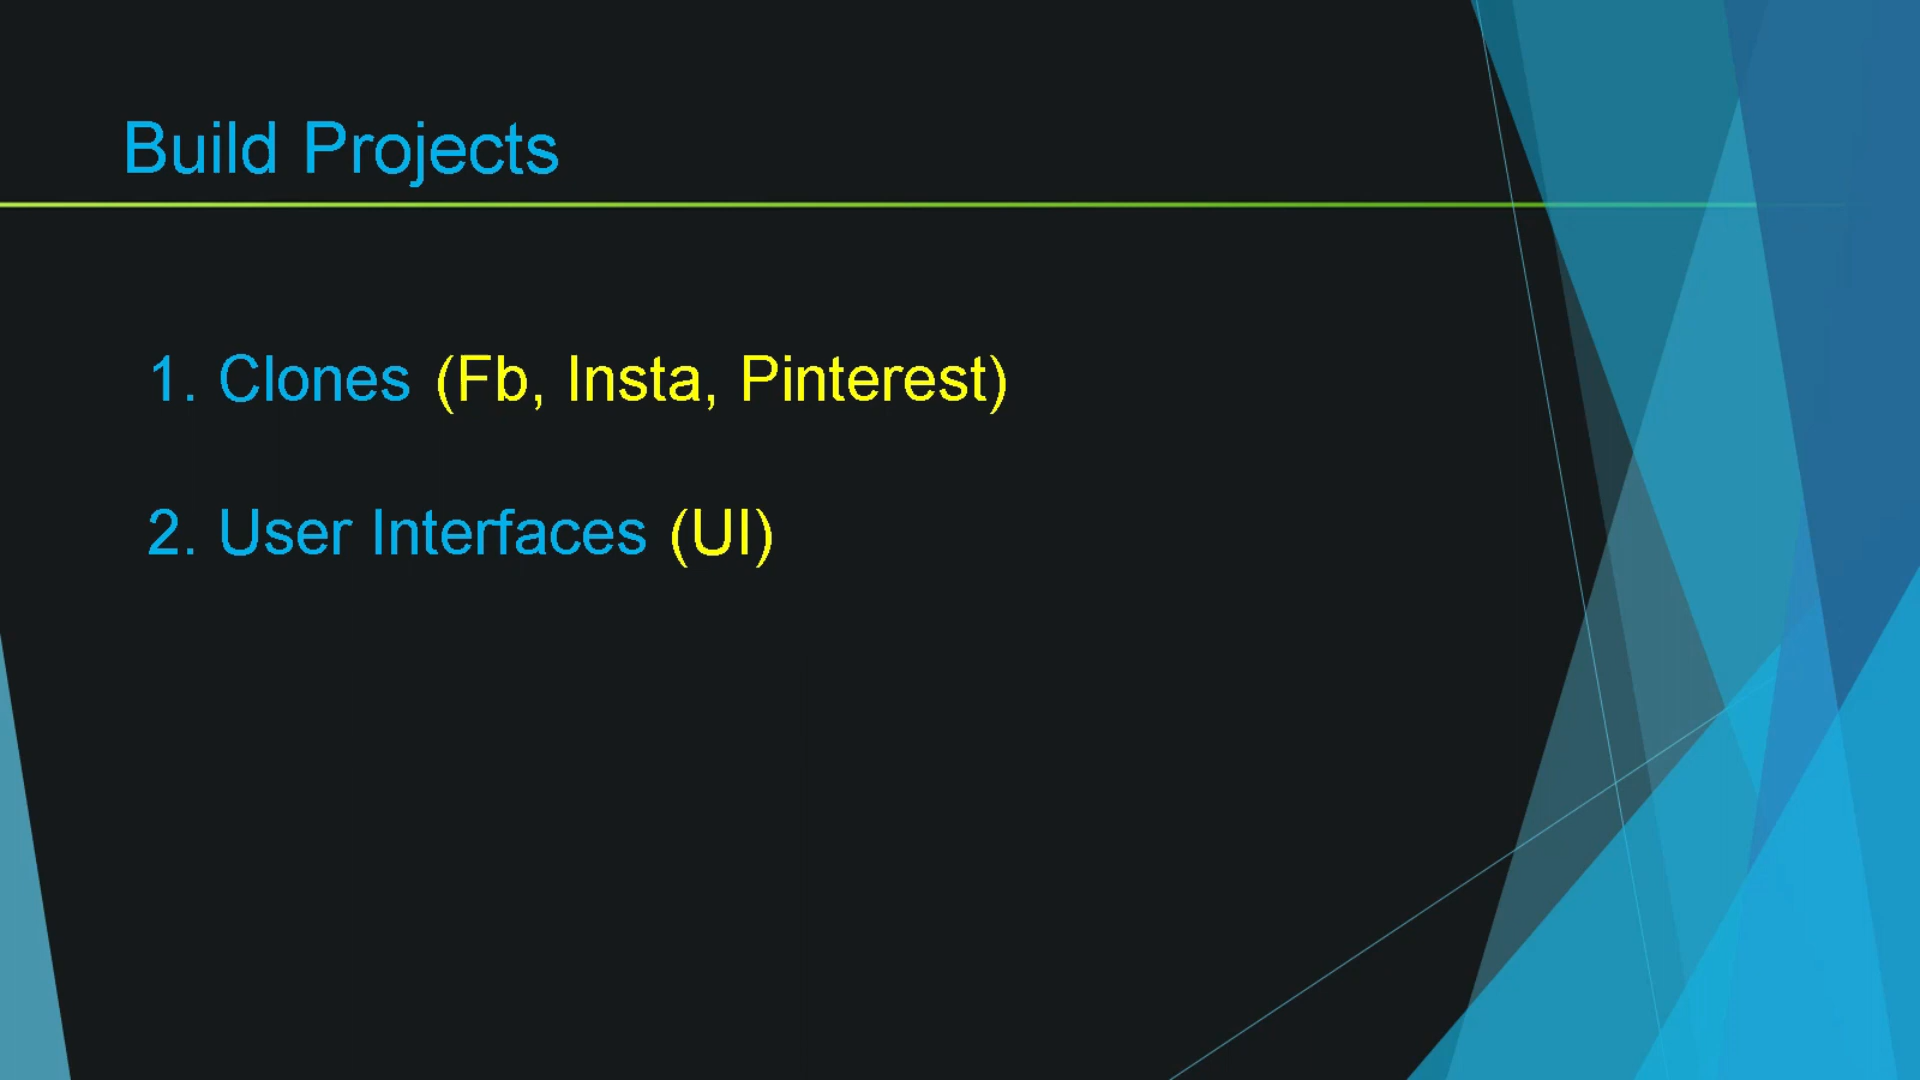 Build Projects
1. Clones (Fb, Insta, Pinterest)
2. User Interfaces (UI)